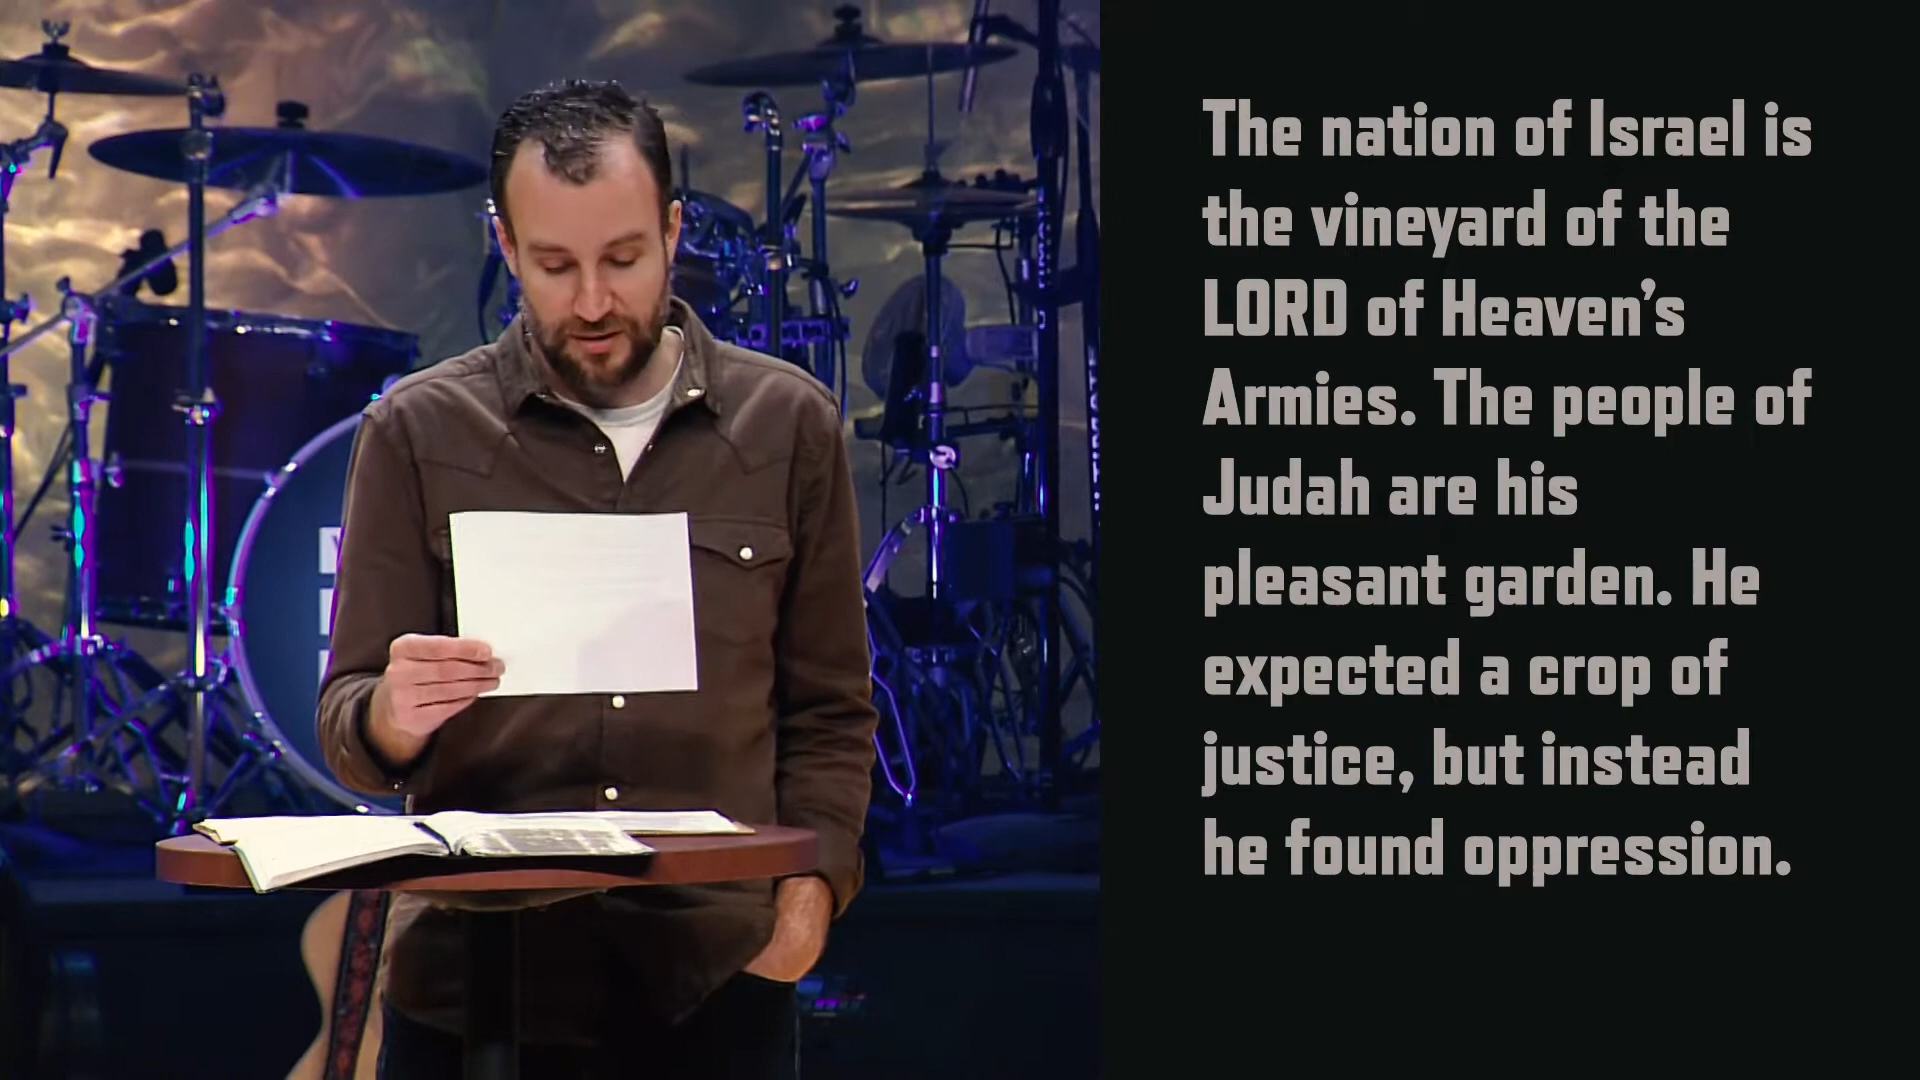 The nation of Israel is
the vineyard of the
LORD of Heaven’s
Armies. The people of
Judah are his
pleasant garden. He
expected a crop of
justice, but instead
he found oppression.